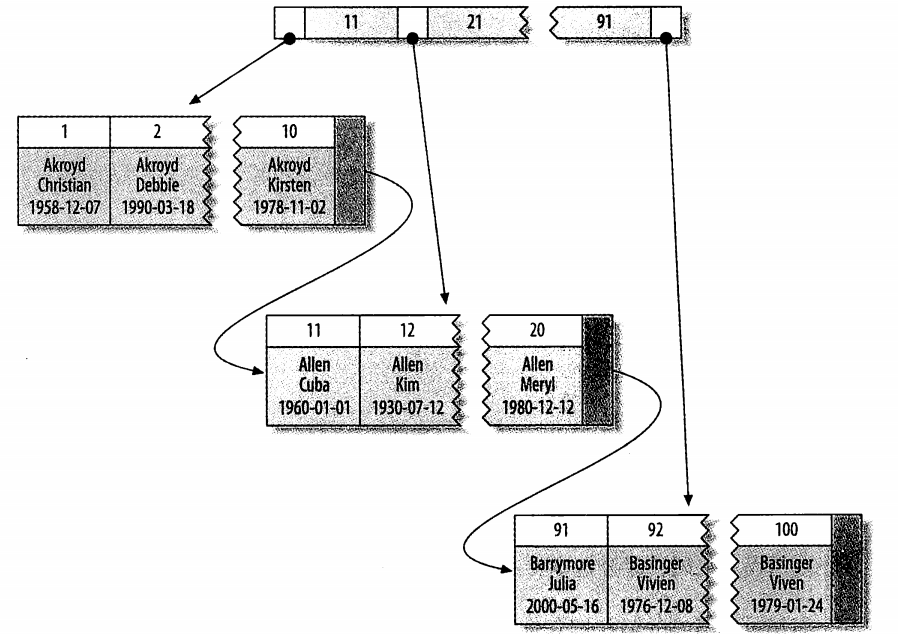 11 21 91
1 2 10
Akroyd Akroyd Akroyd
Christian Debbie Kirsten
1958-12-07 1990-03-18 1978-11-02
11 12 20
Allen Allen Allen
Cuba Kim Meryl
1960-01-01 1930-07-12 1980-12-12
91 92 100
Barrymore Basinger Basinger
Julia Vivien Viven
2000-05-16 1976-12-08 1979-01-24